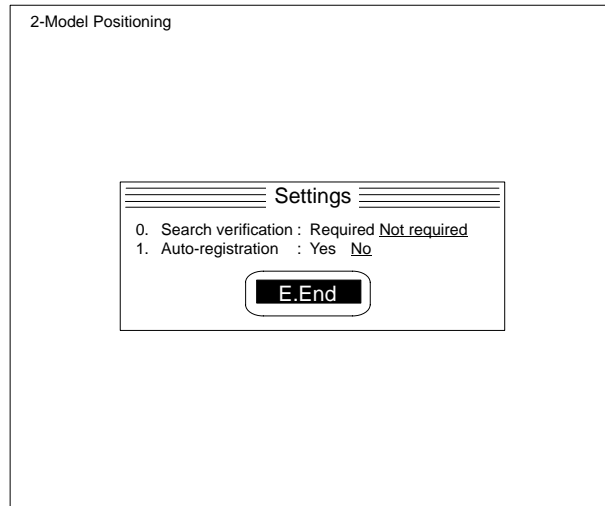 2-Model Positioning
Settings
0. Search verification : Required Not required
1. Auto-registration : Yes No
E.End